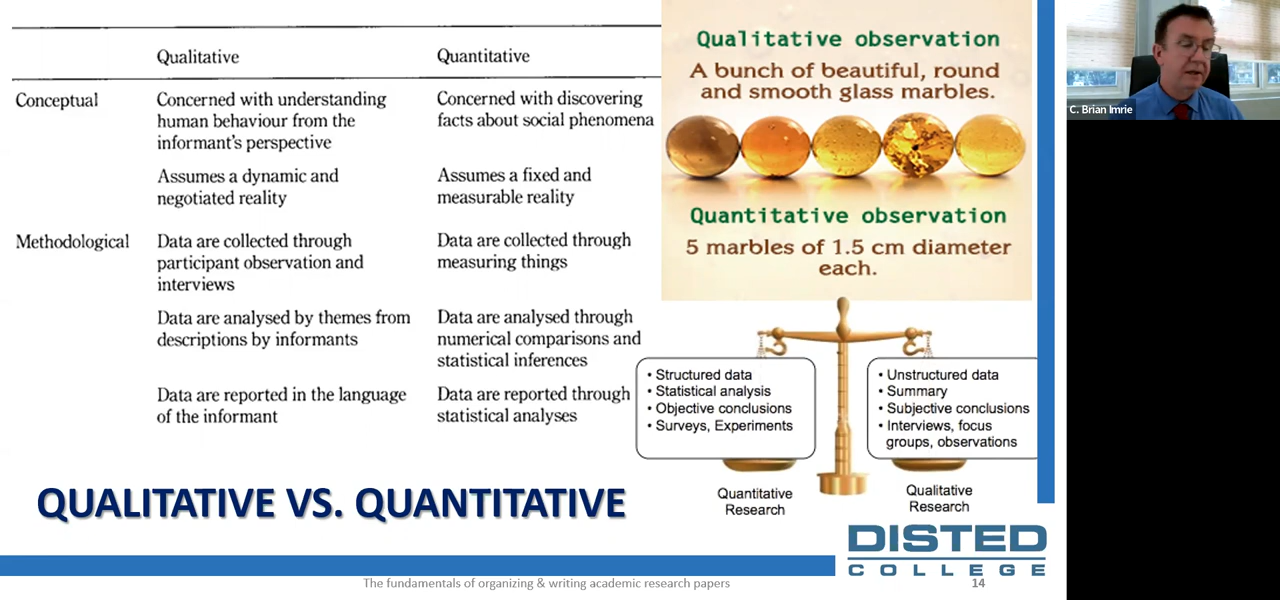 Qualitative Quantitative
Conceptual
Concerned with understanding
human behaviour from the
informant's perspective
Concerned with discovering
facts about social phenomena
Assumes a dynamic and
negotiated reality
Assumes a fixed and
measurable reality
Methodological
Data are collected through
participant observation and
interviews
Data are collected through
measuring things
Data are analysed by themes from
descriptions by informants
Data are analysed through
numerical comparisons and
statistical inferences
Data are reported in the language
of the informant
Data are reported through
statistical analyses
Qualitative observation
A bunch of beautiful, round
and smooth glass marbles.
Quantitative observation
5 marbles of 1.5 cm diameter
each.
• Structured data
• Statistical analysis
• Objective conclusions
• Surveys, Experiments
Quantitative
Research
• Unstructured data
• Summary
• Subjective conclusions
• Interviews, focus
groups, observations
Qualitative
Research
QUALITATIVE VS. QUANTITATIVE
DISTED
COLLEGE
The fundamentals of organizing & writing academic research papers
14
C. Brian Imrie